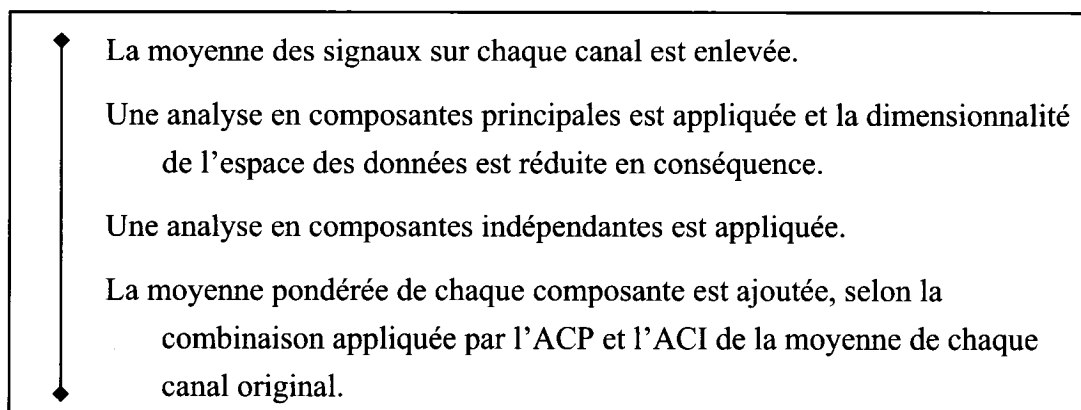 La moyenne des signaux sur chaque canal est enlevée.
Une analyse en composantes principales est appliquée et la dimensionnalité
de l'espace des données est réduite en conséquence.
Une analyse en composantes indépendantes est appliquée.
La moyenne pondérée de chaque composante est ajoutée, selon la
combinaison appliquée par l'ACP et l'ACI de la moyenne de chaque
canal original.